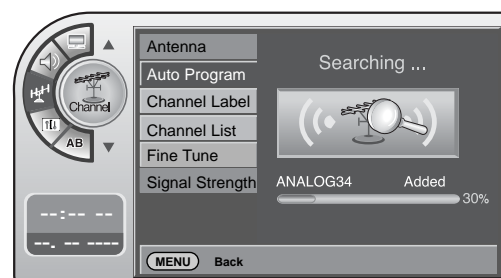 Antenna
Auto Program
Channel Label
Channel List
Fine Tune
Signal Strength
Searching ...
ANALOG34 Added
30%
Channel
AB
--:-- --
--. -- ----
MENU Back